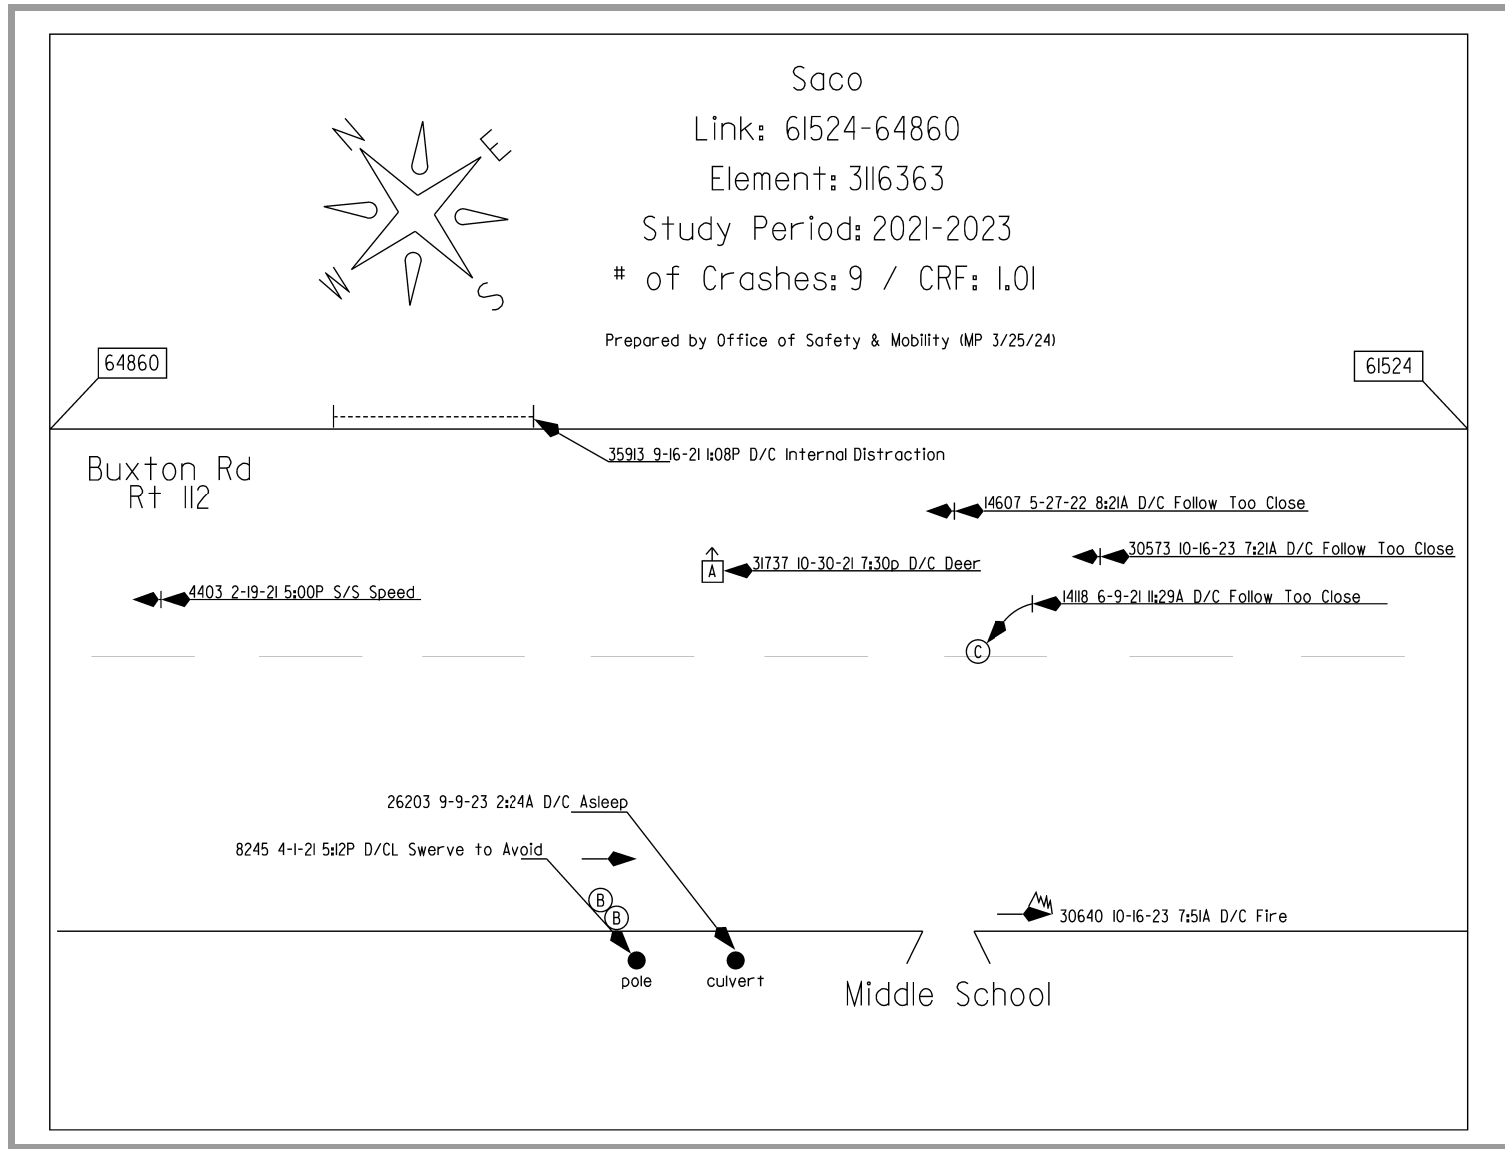 Saco
Link: 61524-64860
Element: 3116363
Study Period: 2021-2023
# of Crashes: 9 / CRF: 1.01
Prepared by Office of Safety & Mobility (MP 3/25/24)
N
E
W
S
64860
61524
35913 9-16-21 1:08P D/C Internal Distraction
Buxton Rd
Rt 112
14607 5-27-22 8:21A D/C Follow Too Close
30573 10-16-23 7:21A D/C Follow Too Close
A
31737 10-30-21 7:30p D/C Deer
4403 2-19-21 5:00P S/S Speed
14118 6-9-21 11:29A D/C Follow Too Close
C
26203 9-9-23 2:24A D/C Asleep
8245 4-1-21 5:12P D/CL Swerve to Avoid
B
B
30640 10-16-23 7:51A D/C Fire
pole
culvert
Middle School